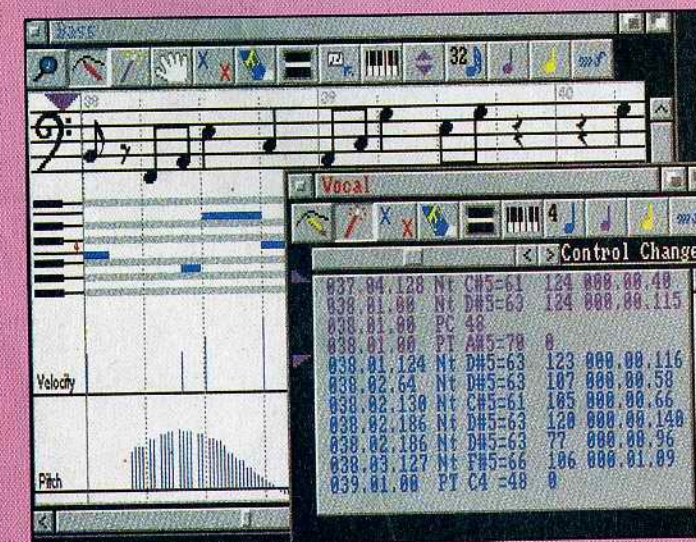 Bass
32
38
39
40
Velocity
Pitch
Vocal
4
Control Change
037.04.128 Nt C#5=61 124 000.00.40
038.01.00 Nt D#5=63 124 000.00.115
038.01.00 PC 48
038.01.00 PT A#5=70 0
038.01.124 Nt D#5=63 123 000.00.116
038.02.64 Nt D#5=63 107 000.00.58
038.02.130 Nt C#5=61 105 000.00.66
038.02.186 Nt D#5=63 120 000.00.140
038.02.186 Nt D#5=63 77 000.00.96
038.03.127 Nt F#5=66 106 000.01.09
039.01.00 PT C4 =48 0